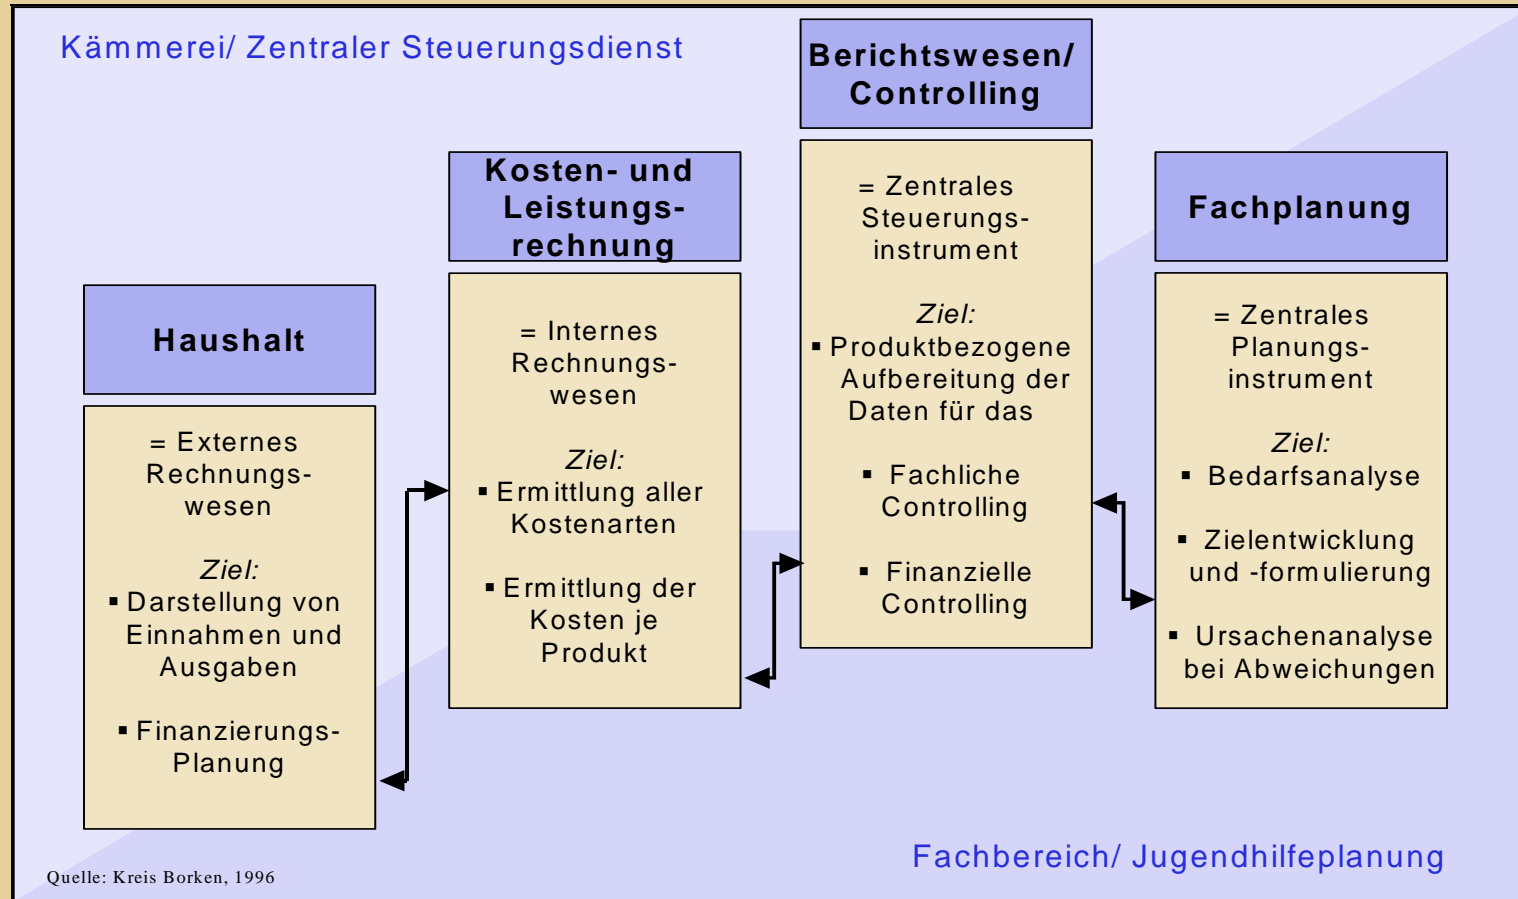 Kämmerei/ Zentraler Steuerungsdienst
Haushalt
= Externes
Rechnungs-
wesen
Ziel:
▪ Darstellung von
Einnahmen und
Ausgaben
▪ Finanzierungs-
Planung
Kosten- und
Leistungs-
rechnung
= Internes
Rechnungs-
wesen
Ziel:
▪ Ermittlung aller
Kostenarten
▪ Ermittlung der
Kosten je
Produkt
Berichtswesen/
Controlling
= Zentrales
Steuerungs-
instrument
Ziel:
▪ Produktbezogene
Aufbereitung der
Daten für das
▪ Fachliche
Controlling
▪ Finanzielle
Controlling
Fachplanung
= Zentrales
Planungs-
instrument
Ziel:
▪ Bedarfsanalyse
▪ Zielentwicklung
und -formulierung
▪ Ursachenanalyse
bei Abweichungen
Fachbereich/ Jugendhilfeplanung
Quelle: Kreis Borken, 1996